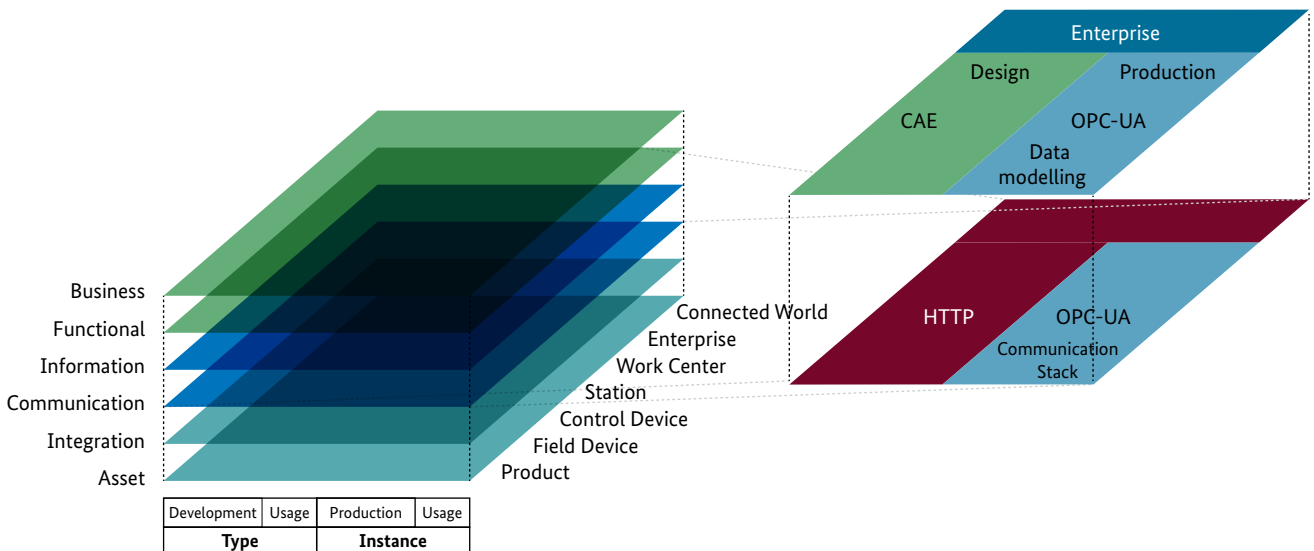 Enterprise
Design
Production
CAE
OPC-UA
Data
modelling
HTTP
OPC-UA
Communication
Stack
Business
Functional
Information
Communication
Integration
Asset
Connected World
Enterprise
Work Center
Station
Control Device
Field Device
Product
Development Usage Production Usage
Type Instance